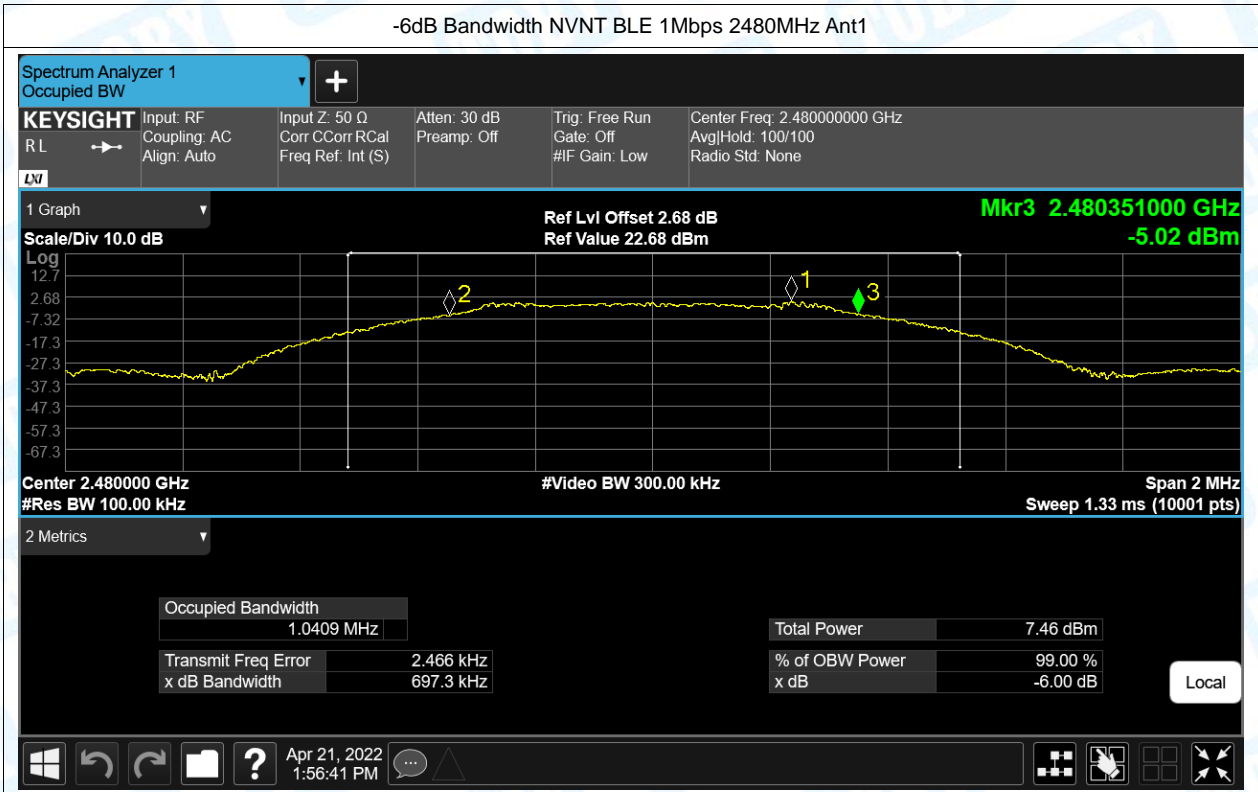 -6dB Bandwidth NVNT BLE 1Mbps 2480MHz Ant1
Spectrum Analyzer 1
Occupied BW
KEYSIGHT
R L
LXI
Input: RF
Coupling: AC
Align: Auto
Input Z: 50 Ω
Corr CCorr RCal
Freq Ref: Int (S)
Atten: 30 dB
Preamp: Off
Trig: Free Run
Gate: Off
#IF Gain: Low
Center Freq: 2.480000000 GHz
Avg|Hold: 100/100
Radio Std: None
1 Graph
Scale/Div 10.0 dB
Ref Lvl Offset 2.68 dB
Ref Value 22.68 dBm
Mkr3 2.480351000 GHz
-5.02 dBm
Log
12.7
2.68
-7.32
-17.3
-27.3
-37.3
-47.3
-57.3
-67.3
2
1
3
Center 2.480000 GHz
#Video BW 300.00 kHz
Span 2 MHz
#Res BW 100.00 kHz
Sweep 1.33 ms (10001 pts)
2 Metrics
Occupied Bandwidth
1.0409 MHz
Total Power 7.46 dBm
Transmit Freq Error 2.466 kHz
% of OBW Power 99.00 %
x dB Bandwidth 697.3 kHz
x dB -6.00 dB
Local
Apr 21, 2022
1:56:41 PM